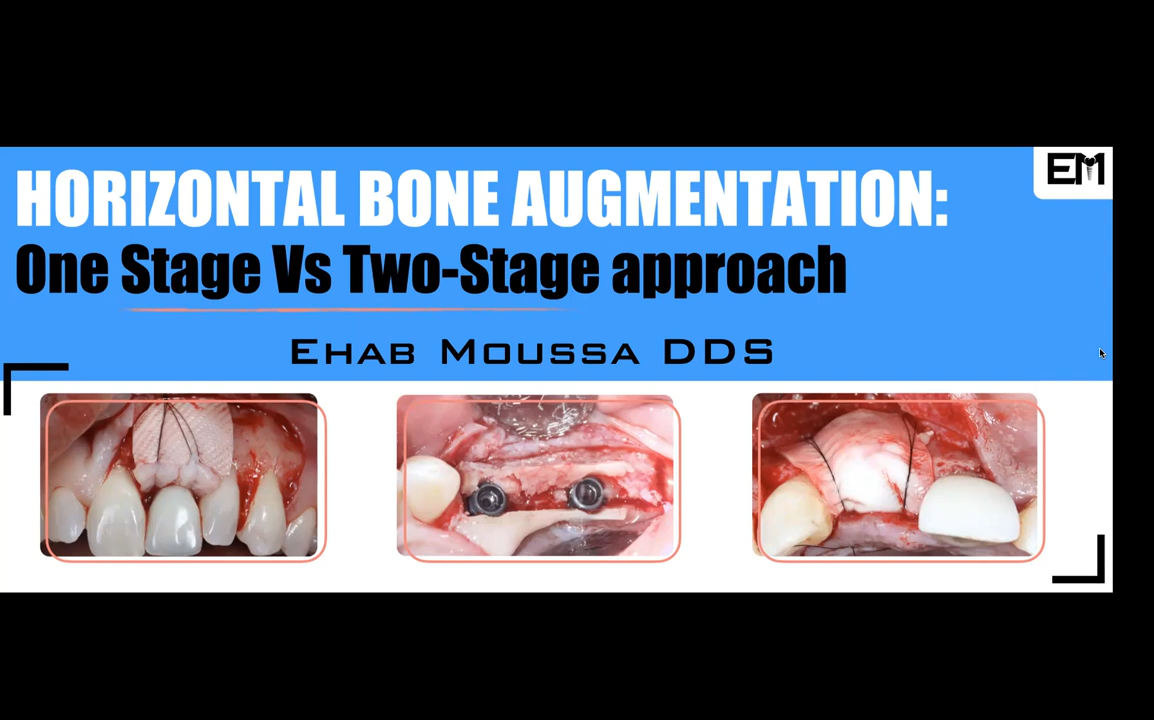 EM
HORIZONTAL BONE AUGMENTATION:
One Stage Vs Two-Stage approach
EHAB MOUSSA DDS